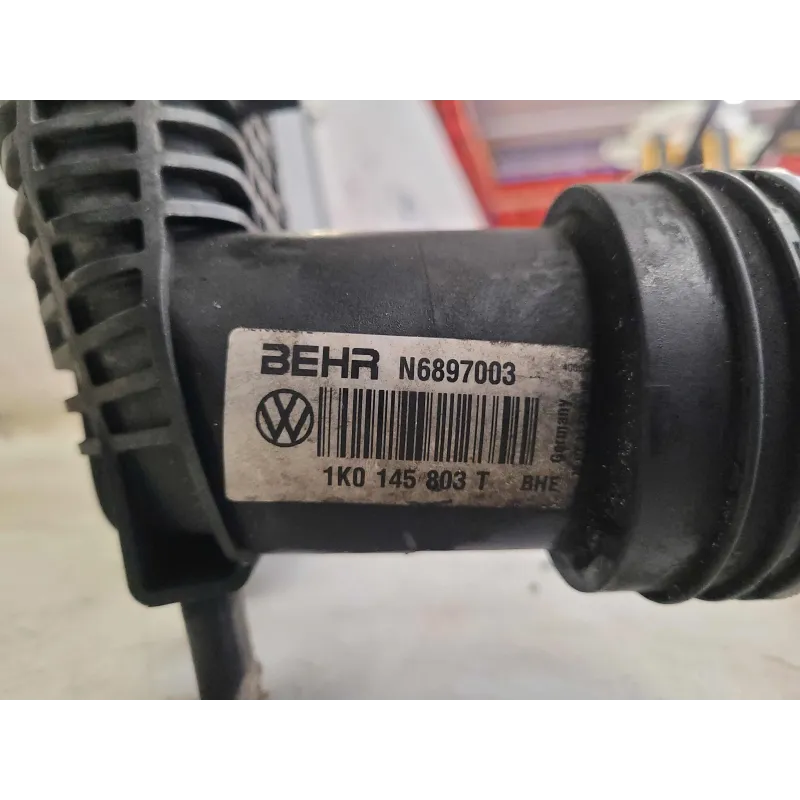 BEHR N6897003
1K0 145 803 T BHE
Germany